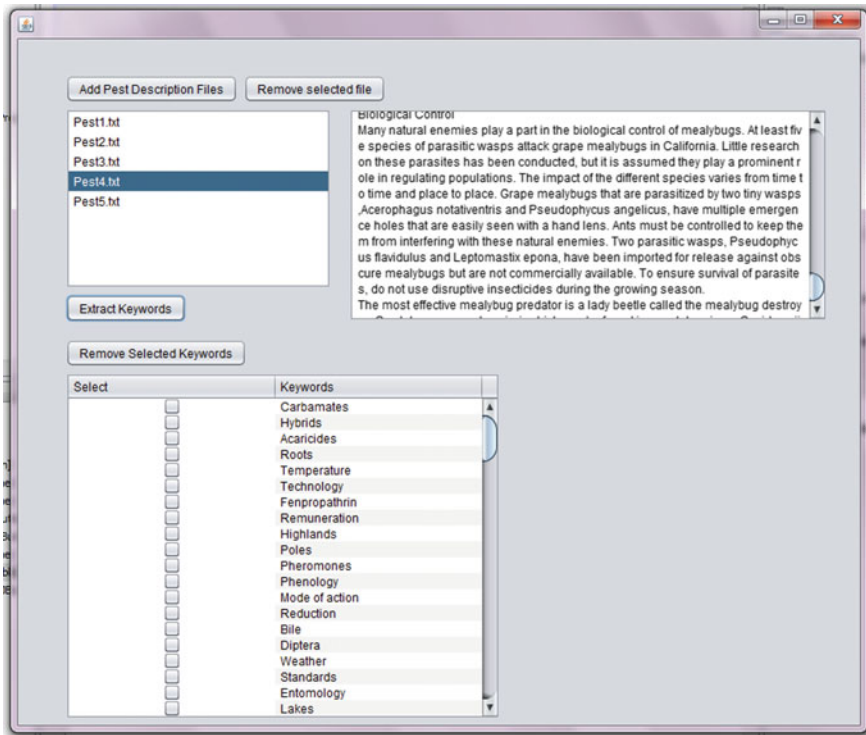 Add Pest Description Files
Remove selected file
Pest1.txt
Pest2.txt
Pest3.txt
Pest4.txt
Pest5.txt
Biological Control
Many natural enemies play a part in the biological control of mealybugs. At least fiv
e species of parasitic wasps attack grape mealybugs in California. Little research
on these parasites has been conducted, but it is assumed they play a prominent r
ole in regulating populations. The impact of the different species varies from time t
o time and place to place. Grape mealybugs that are parasitized by two tiny wasps
,Acerophagus notativentris and Pseudophycus angelicus, have multiple emergen
ce holes that are easily seen with a hand lens. Ants must be controlled to keep the
m from interfering with these natural enemies. Two parasitic wasps, Pseudophyc
us flavidulus and Leptomastix epona, have been imported for release against obs
cure mealybugs but are not commercially available. To ensure survival of parasite
s, do not use disruptive insecticides during the growing season.
The most effective mealybug predator is a lady beetle called the mealybug destroy
Extract Keywords
Remove Selected Keywords
Select
Keywords
Carbamates
Hybrids
Acaricides
Roots
Temperature
Technology
Fenpropathrin
Remuneration
Highlands
Poles
Pheromones
Phenology
Mode of action
Reduction
Bile
Diptera
Weather
Standards
Entomology
Lakes